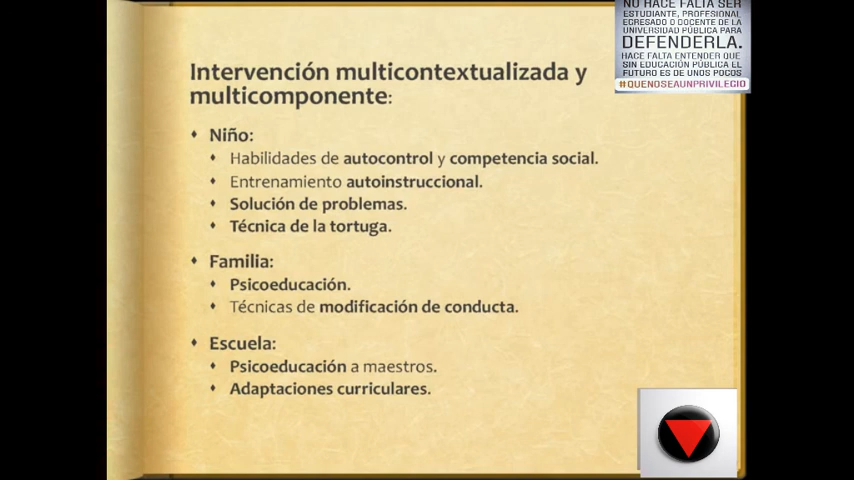 NO HACE FALTA SER
ESTUDIANTE, PROFESIONAL
EGRESADO O DOCENTE DE LA
UNIVERSIDAD PÚBLICA PARA
DEFENDERLA.
HACE FALTA ENTENDER QUE
SIN EDUCACIÓN PÚBLICA EL
FUTURO ES DE UNOS POCOS
#QUENOSEAUNPRIVILEGIO
Intervención multicontextualizada y
multicomponente:
Niño:
Habilidades de autocontrol y competencia social.
Entrenamiento autoinstruccional.
Solución de problemas.
Técnica de la tortuga.
Familia:
Psicoeducación.
Técnicas de modificación de conducta.
Escuela:
Psicoeducación a maestros.
Adaptaciones curriculares.